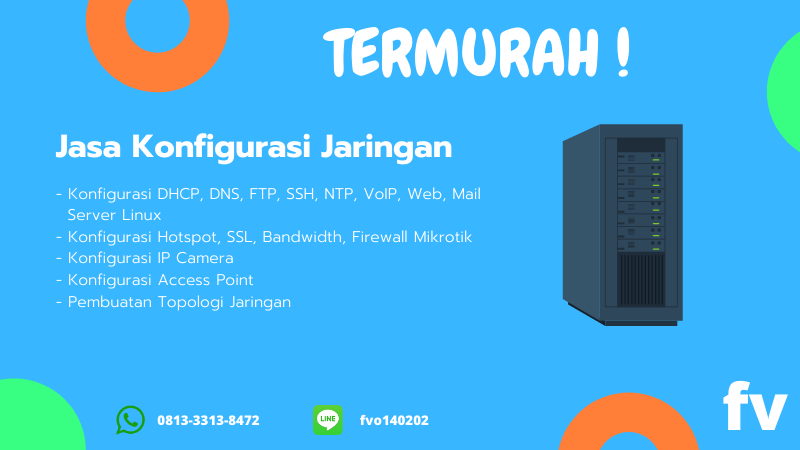 TERMURAH !
Jasa Konfigurasi Jaringan
- Konfigurasi DHCP, DNS, FTP, SSH, NTP, VoIP, Web, Mail
Server Linux
- Konfigurasi Hotspot, SSL, Bandwidth, Firewall Mikrotik
- Konfigurasi IP Camera
- Konfigurasi Access Point
- Pembuatan Topologi Jaringan
0813-3313-8472
LINE
fvo140202
fv